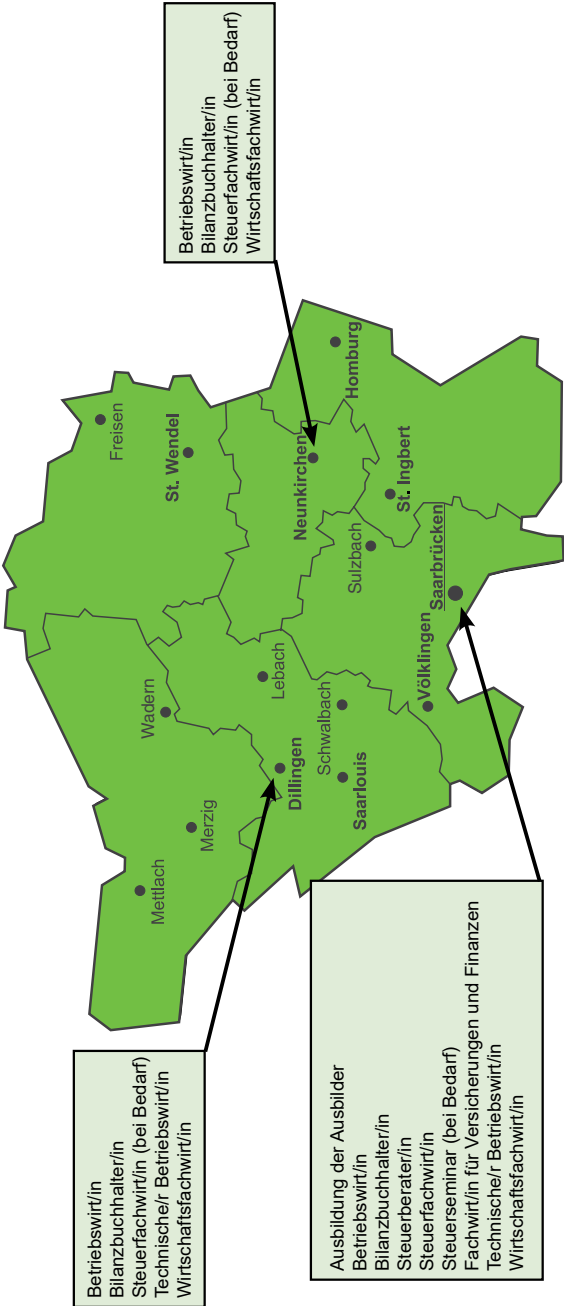 Betriebswirt/in
Bilanzbuchhalter/in
Steuerfachwirt/in (bei Bedarf)
Technische/r Betriebswirt/in
Wirtschaftsfachwirt/in
Betriebswirt/in
Bilanzbuchhalter/in
Steuerfachwirt/in (bei Bedarf)
Wirtschaftsfachwirt/in
Freisen
St. Wendel
Wadern
Mettlach
Merzig
Lebach
Dillingen
Neunkirchen
Homburg
Schwalbach
Saarlouis
Sulzbach
St. Ingbert
Völklingen
Saarbrücken
Ausbildung der Ausbilder
Betriebswirt/in
Bilanzbuchhalter/in
Steuerberater/in
Steuerfachwirt/in
Steuerseminar (bei Bedarf)
Fachwirt/in für Versicherungen und Finanzen
Technische/r Betriebswirt/in
Wirtschaftsfachwirt/in